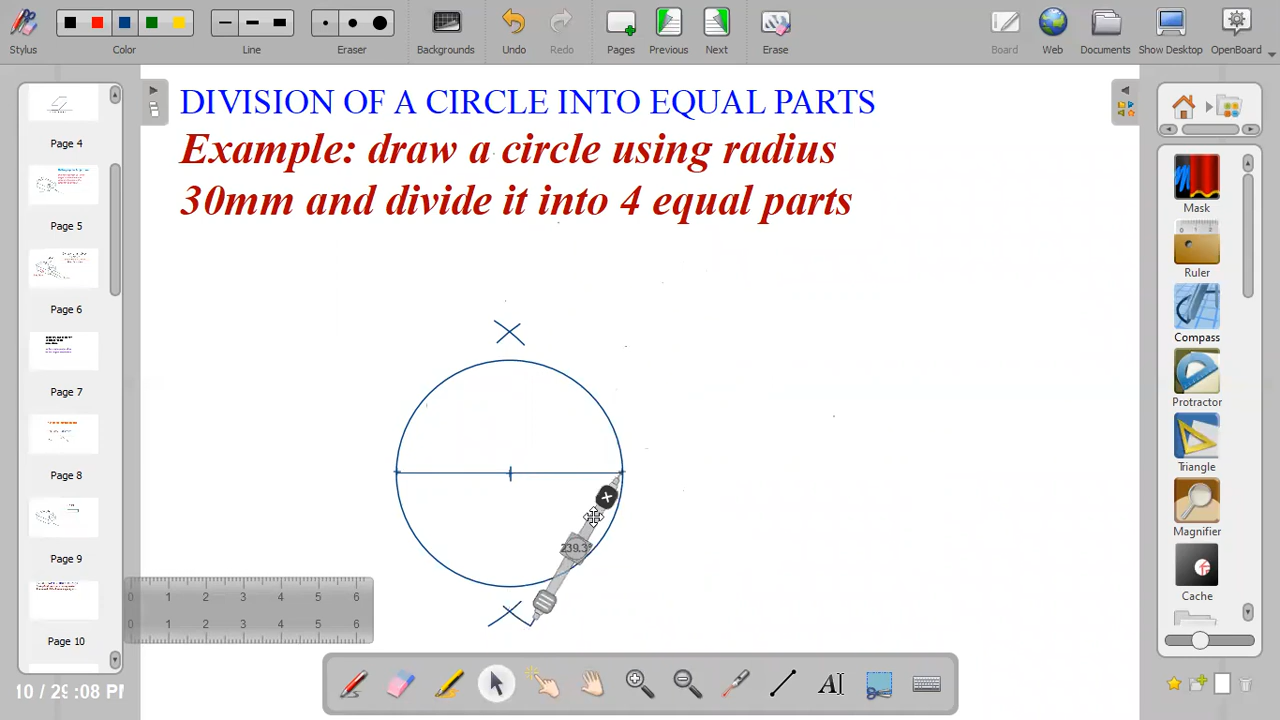 Stylus Color Line Eraser Backgrounds Undo Redo Pages Previous Next Erase Board Web Documents Show Desktop OpenBoard
DIVISION OF A CIRCLE INTO EQUAL PARTS
Example: draw a circle using radius
30mm and divide it into 4 equal parts
Page 4
Page 5
Page 6
Page 7
Page 8
Page 9
Page 10
239.3°
0 1 2 3 4 5 6
0 1 2 3 4 5 6
Mask
Ruler
Compass
Protractor
Triangle
Magnifier
Cache